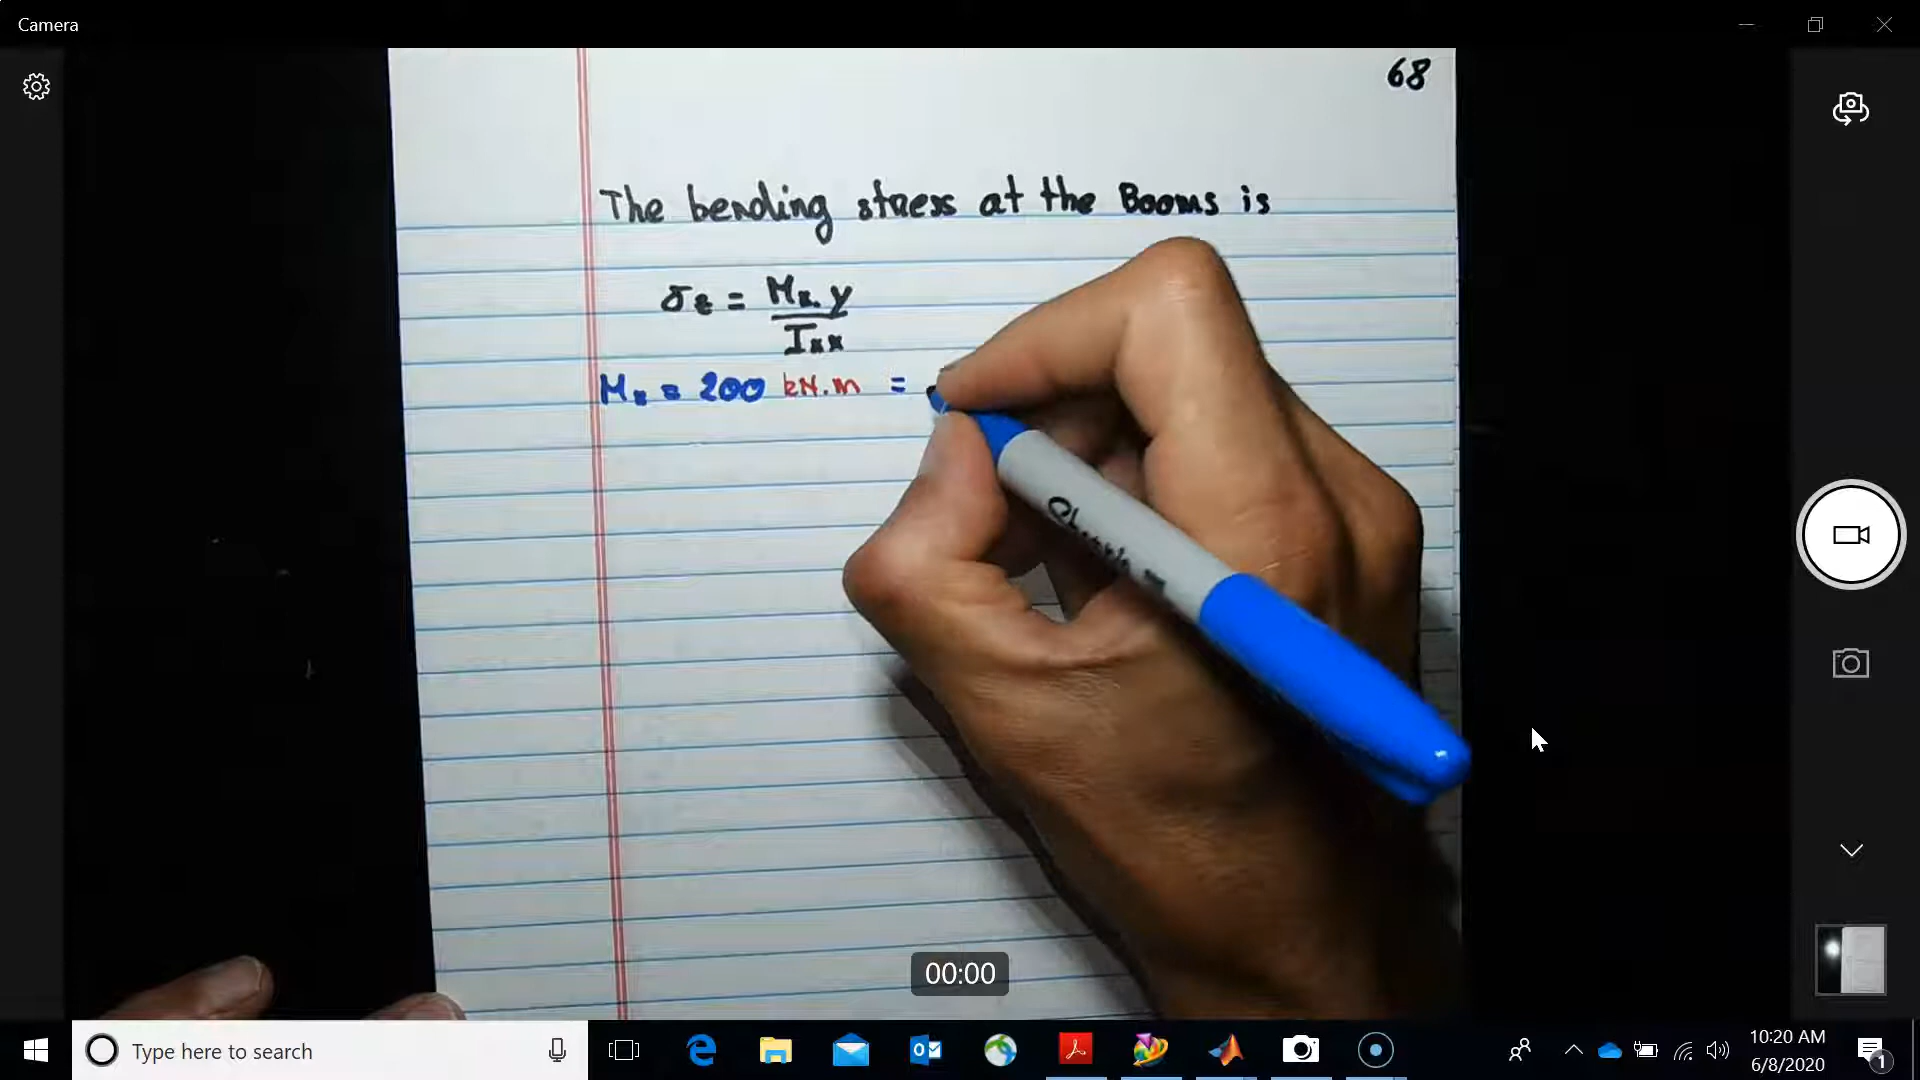 Camera
68
The bending stress at the Booms is
σz = Mx.y
Ixx
Mx = 200 kN.m =
00:00
Type here to search
10:20 AM
6/8/2020
1